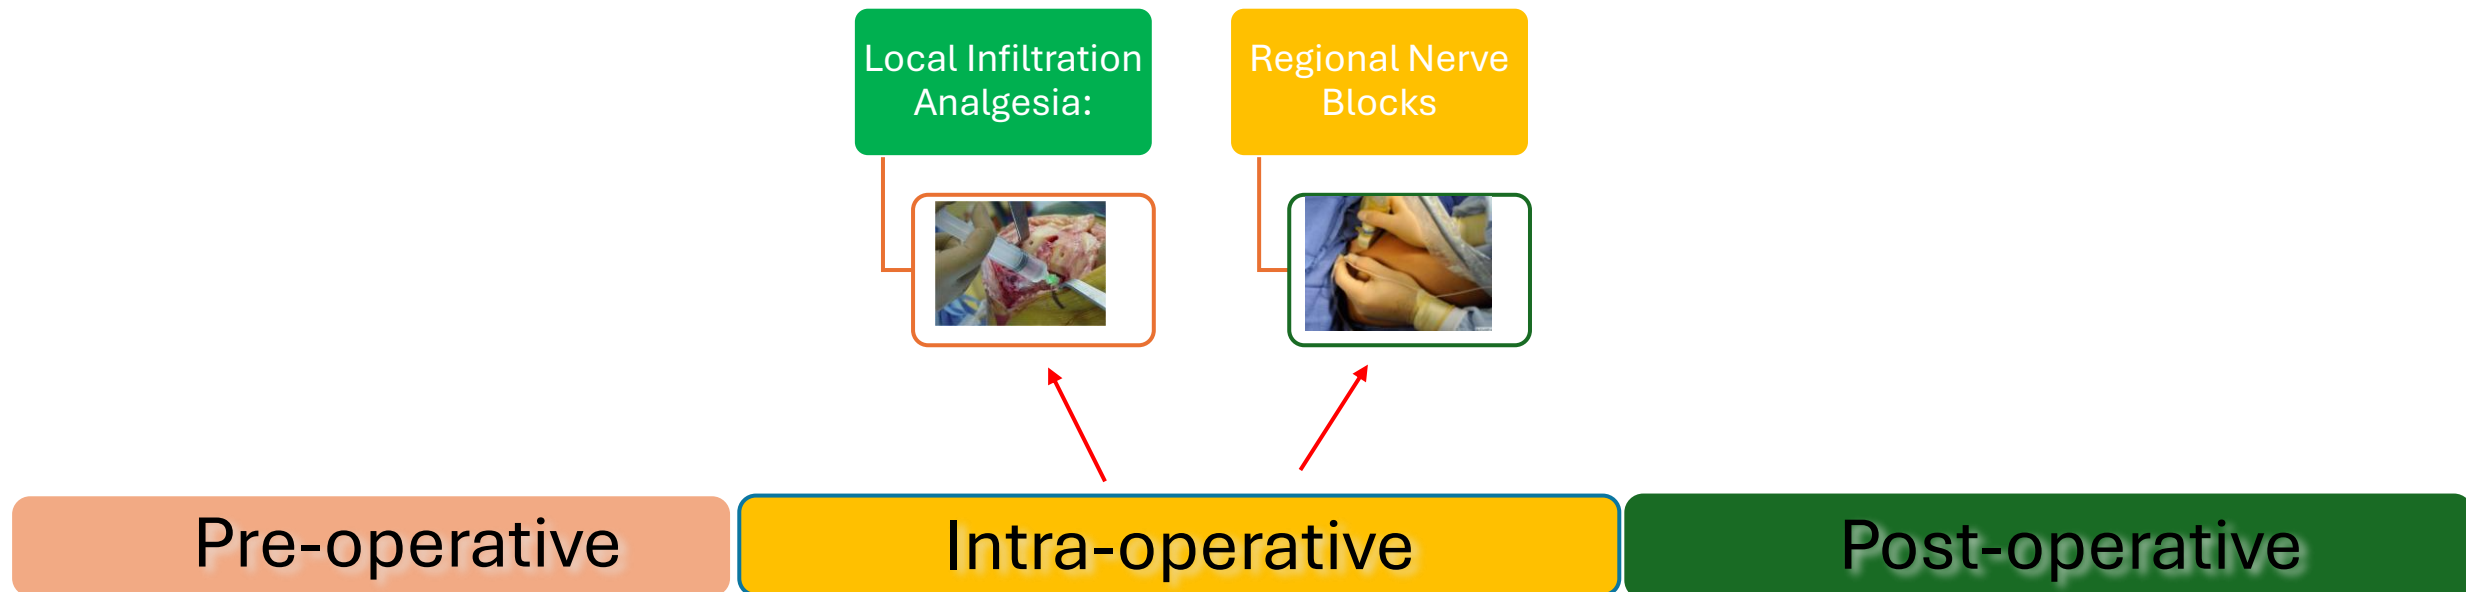 Local Infiltration
Analgesia:
Regional Nerve
Blocks
Pre-operative
Intra-operative
Post-operative